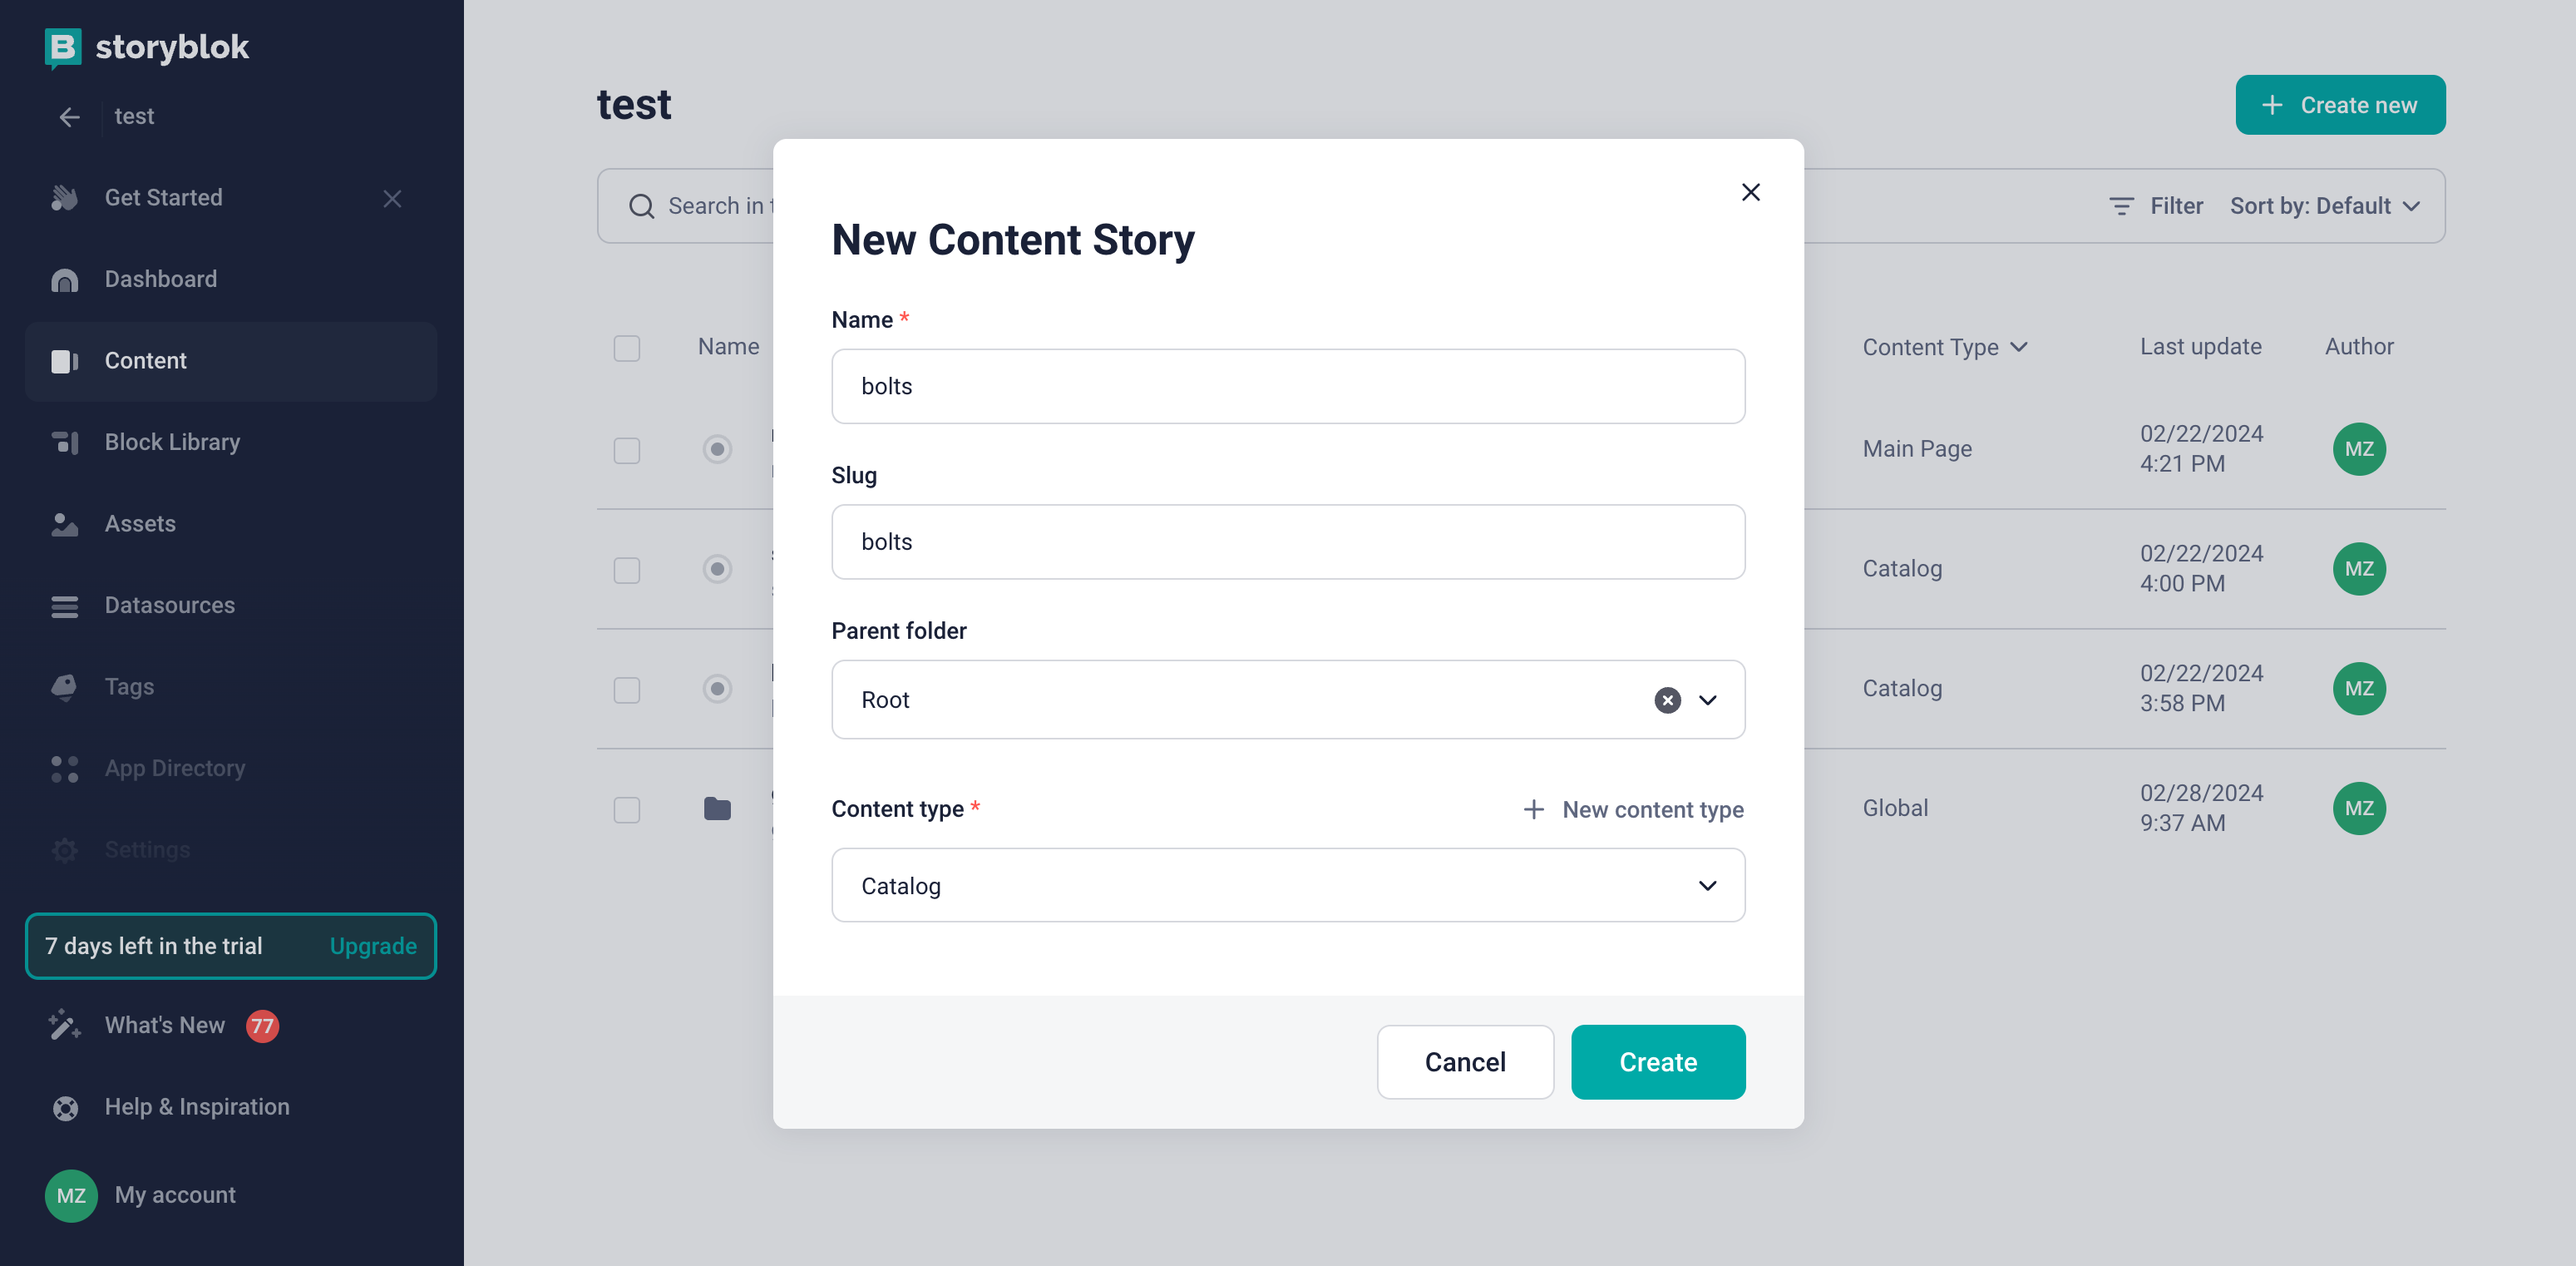 storyblok
test
Get Started
Dashboard
Content
Block Library
Assets
Datasources
Tags
App Directory
Settings
7 days left in the trial Upgrade
What's New 77
Help & Inspiration
MZ My account
test
Create new
Search in
Filter Sort by: Default
Name Content Type Last update Author
Main Page 02/22/2024 MZ
4:21 PM
Catalog 02/22/2024 MZ
4:00 PM
Catalog 02/22/2024 MZ
3:58 PM
Global 02/28/2024 MZ
9:37 AM
New Content Story
Name *
bolts
Slug
bolts
Parent folder
Root
Content type * New content type
Catalog
Cancel Create